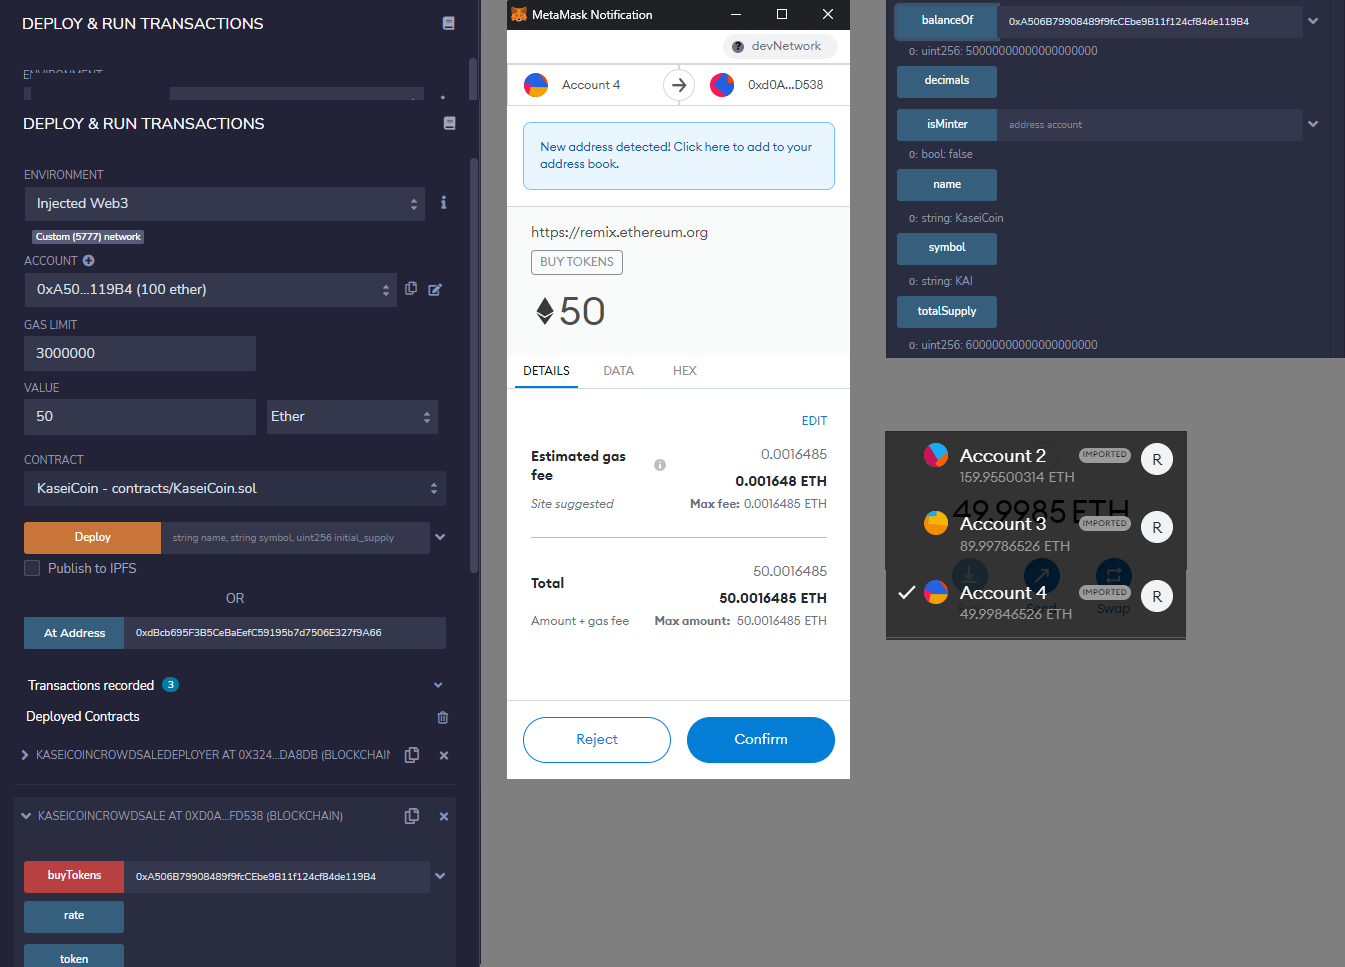 DEPLOY & RUN TRANSACTIONS
ENVIRONMENT
DEPLOY & RUN TRANSACTIONS
ENVIRONMENT
Injected Web3
Custom (5777) network
ACCOUNT
0xA50...119B4 (100 ether)
GAS LIMIT
3000000
VALUE
50
Ether
CONTRACT
KaseiCoin - contracts/KaseiCoin.sol
Deploy
string name, string symbol, uint256 initial_supply
Publish to IPFS
OR
At Address
0xdBcb695F3B5CeBaEefC59195b7d7506E327f9A66
Transactions recorded 3
Deployed Contracts
KASEICOINCROWDSALEDEPLOYER AT 0X324...DA8DB (BLOCKCHAIN
KASEICOINCROWDSALE AT 0XD0A...FD538 (BLOCKCHAIN)
buyTokens
0xA506B79908489f9fcCEbe9B11f124cf84de119B4
rate
token
MetaMask Notification
devNetwork
Account 4
0xd0A...D538
New address detected! Click here to add to your
address book.
https://remix.ethereum.org
BUY TOKENS
50
DETAILS
DATA
HEX
EDIT
Estimated gas
fee
0.0016485
0.001648 ETH
Site suggested
Max fee: 0.0016485 ETH
Total
50.0016485
50.0016485 ETH
Amount + gas fee
Max amount: 50.0016485 ETH
Reject
Confirm
balanceOf
0xA506B79908489f9fcCEbe9B11f124cf84de119B4
0: uint256: 50000000000000000000
decimals
isMinter
address account
0: bool: false
name
0: string: KaseiCoin
symbol
0: string: KAI
totalSupply
0: uint256: 60000000000000000000
Account 2
IMPORTED
R
159.95500314 ETH
49.9985 ETH
Account 3
IMPORTED
R
89.99786526 ETH
Account 4
IMPORTED
R
49.99846526 ETH
Swap